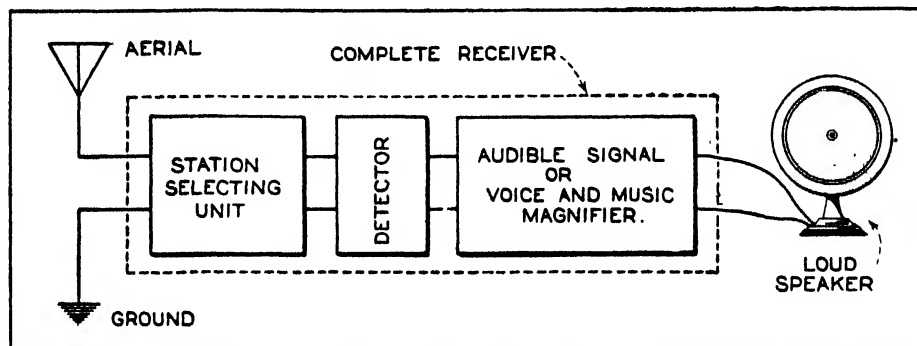 AERIAL
COMPLETE RECEIVER
STATION
SELECTING
UNIT
DETECTOR
AUDIBLE SIGNAL
OR
VOICE AND MUSIC
MAGNIFIER.
LOUD
SPEAKER
GROUND